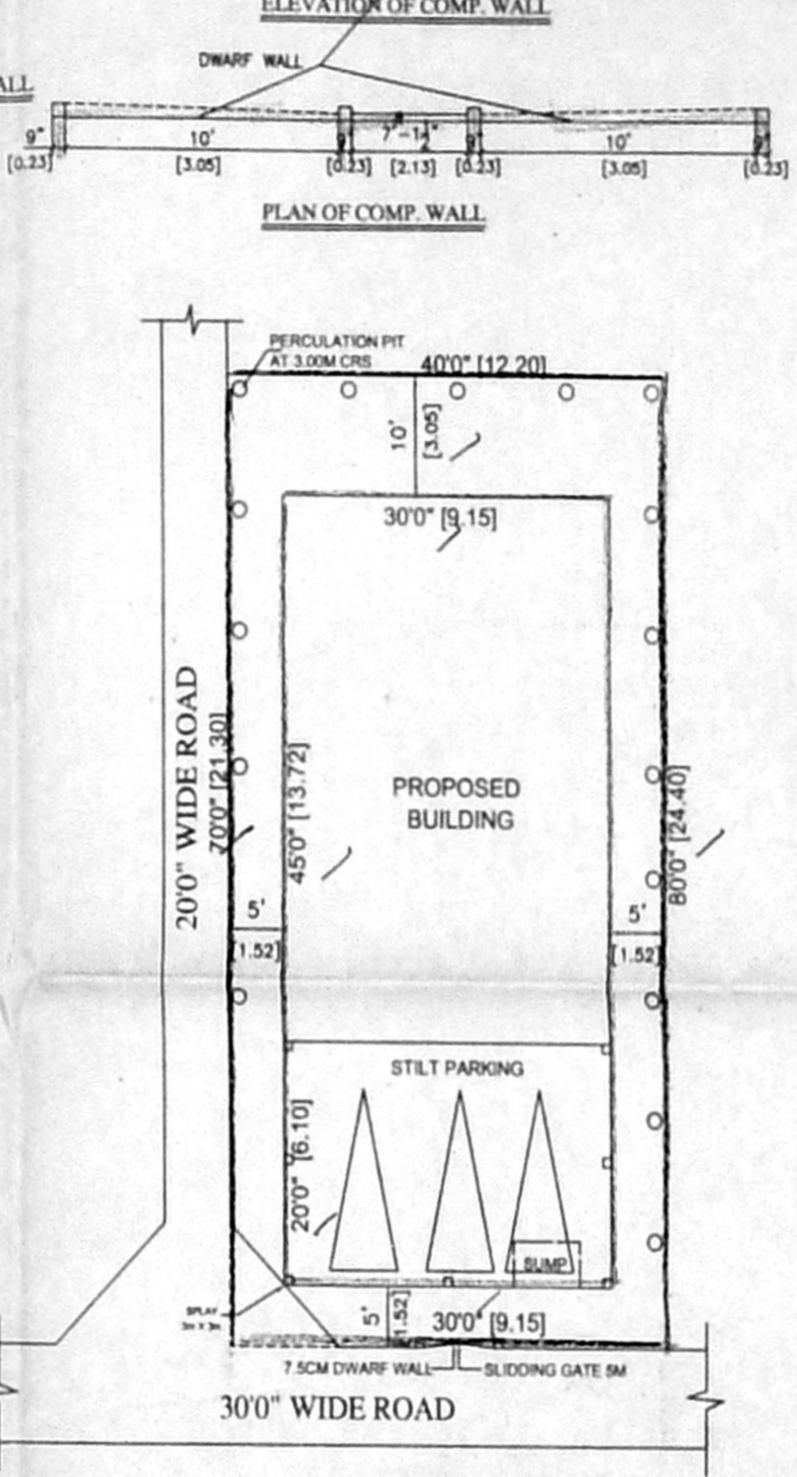 ELEVATION OF COMP. WALL
DWARF WALL
ALL
9" 10' 9" 7'-1½" 9" 10' 9"
[0.23] [3.05] [0.23] [2.13] [0.23] [3.05] [0.23]
PLAN OF COMP. WALL
PERCULATION PIT
AT 3.00M CRS
40'0" [12.20]
10'
[3.05]
30'0" [9.15]
20'0" WIDE ROAD
70'0" [21.30]
45'0" [13.72]
PROPOSED
BUILDING
80'0" [24.40]
5'
[1.52]
5'
[1.52]
STILT PARKING
20'0" [6.10]
SUMP
SPLAY
3m X 3m
5'
[1.52]
30'0" [9.15]
7.5CM DWARF WALL
SLIDDING GATE 5M
30'0" WIDE ROAD